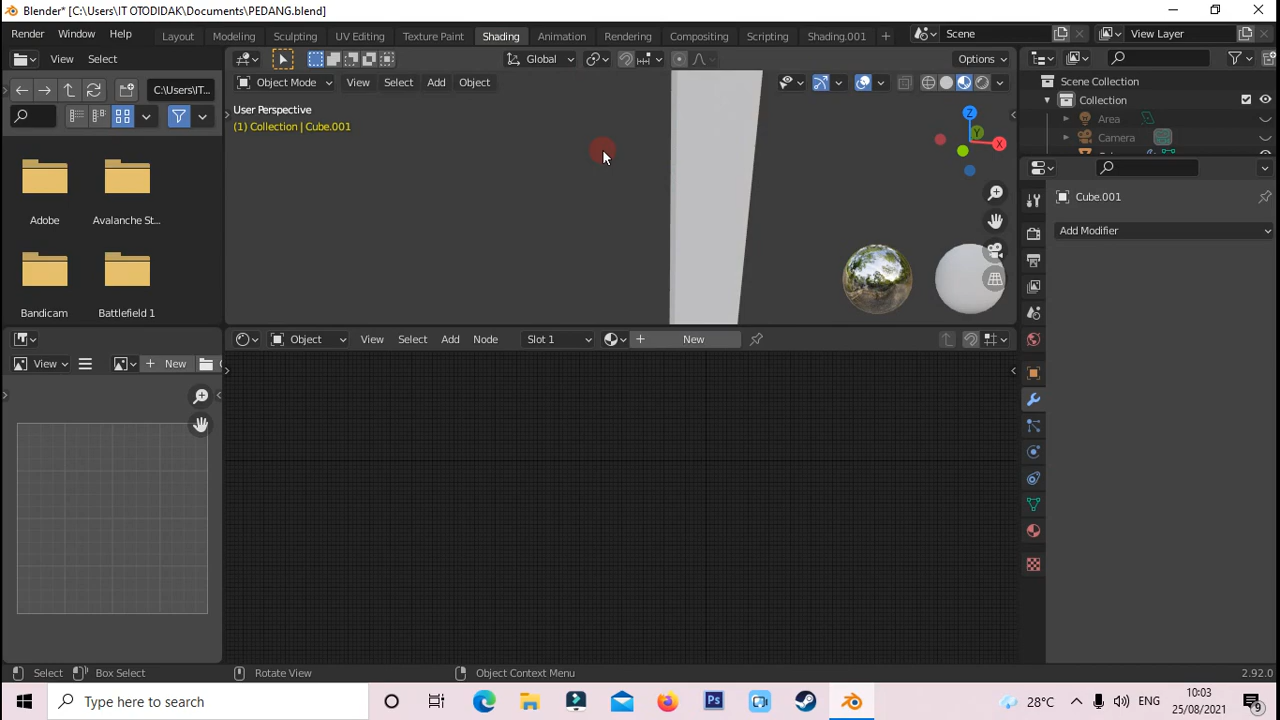 Blender* [C:\Users\IT OTODIDAK\Documents\PEDANG.blend]
Render Window Help Layout Modeling Sculpting UV Editing Texture Paint Shading Animation Rendering Compositing Scripting Shading.001 Scene View Layer
View Select Global Options
C:\Users\IT... Object Mode View Select Add Object
Scene Collection
Collection
User Perspective
(1) Collection | Cube.001
Area
Camera
Z
Y
X
Cube.001
Add Modifier
Adobe Avalanche St...
Bandicam Battlefield 1
Object View Select Add Node Slot 1 New
View New
Select Box Select Rotate View Object Context Menu 2.92.0
Type here to search
Ps
28°C ENG
10:03
25/08/2021
9